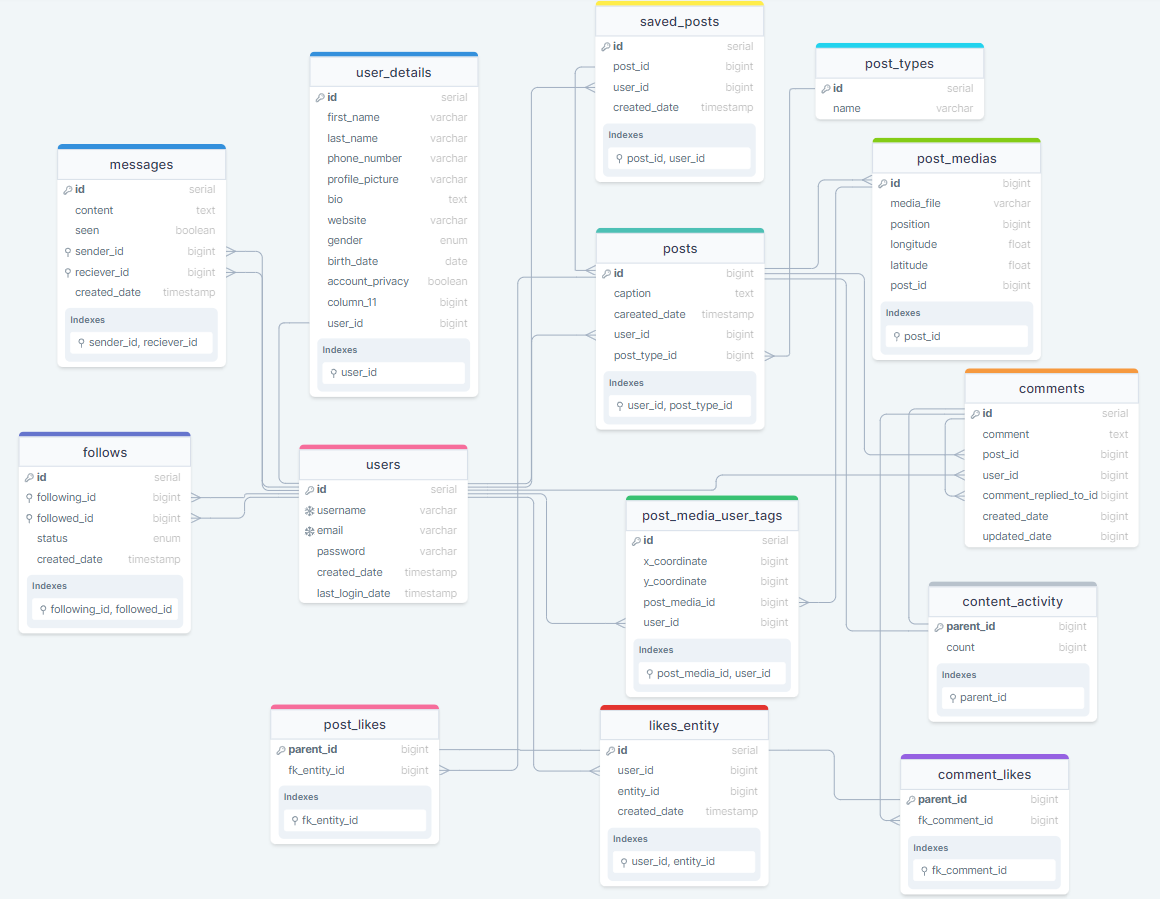 saved_posts
id serial
post_id bigint
user_id bigint
created_date timestamp
Indexes
post_id, user_id
post_types
id serial
name varchar
user_details
id serial
first_name varchar
last_name varchar
phone_number varchar
profile_picture varchar
bio text
website varchar
gender enum
birth_date date
account_privacy boolean
column_11 bigint
user_id bigint
Indexes
user_id
messages
id serial
content text
seen boolean
sender_id bigint
reciever_id bigint
created_date timestamp
Indexes
sender_id, reciever_id
post_medias
id bigint
media_file varchar
position bigint
longitude float
latitude float
post_id bigint
Indexes
post_id
posts
id bigint
caption text
careated_date timestamp
user_id bigint
post_type_id bigint
Indexes
user_id, post_type_id
comments
id serial
comment text
post_id bigint
user_id bigint
comment_replied_to_id bigint
created_date bigint
updated_date bigint
follows
id serial
following_id bigint
followed_id bigint
status enum
created_date timestamp
Indexes
following_id, followed_id
users
id serial
username varchar
email varchar
password varchar
created_date timestamp
last_login_date timestamp
post_media_user_tags
id serial
x_coordinate bigint
y_coordinate bigint
post_media_id bigint
user_id bigint
Indexes
post_media_id, user_id
content_activity
parent_id bigint
count bigint
Indexes
parent_id
post_likes
parent_id bigint
fk_entity_id bigint
Indexes
fk_entity_id
likes_entity
id serial
user_id bigint
entity_id bigint
created_date timestamp
Indexes
user_id, entity_id
comment_likes
parent_id bigint
fk_comment_id bigint
Indexes
fk_comment_id